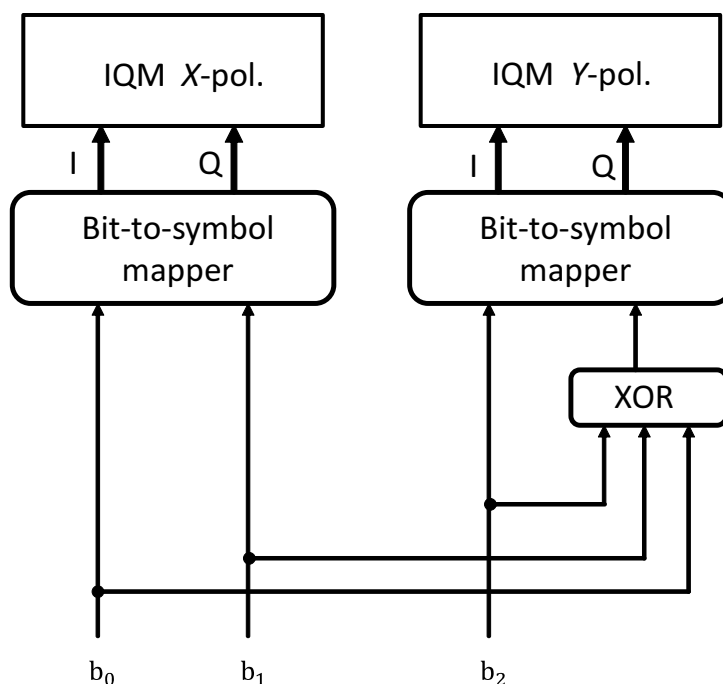 IQM X-pol.
IQM Y-pol.
I
Q
I
Q
Bit-to-symbol
mapper
Bit-to-symbol
mapper
XOR
b₀
b₁
b₂